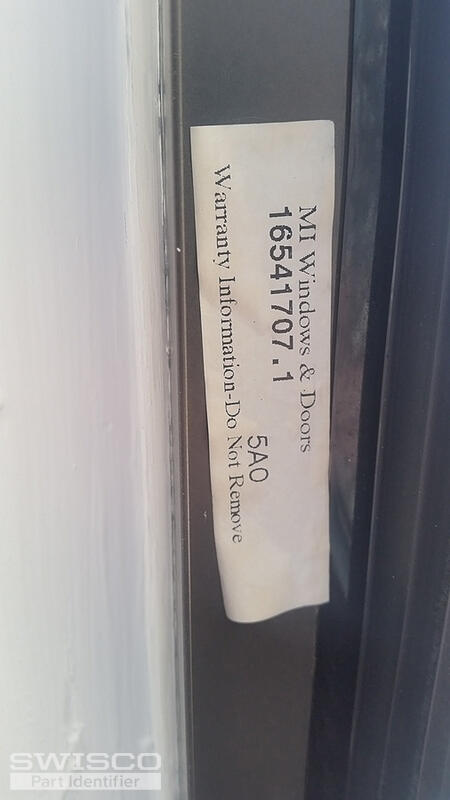 MI Windows & Doors
16541707.1
5A0
Warranty Information-Do Not Remove
SWISCO
Part Identifier